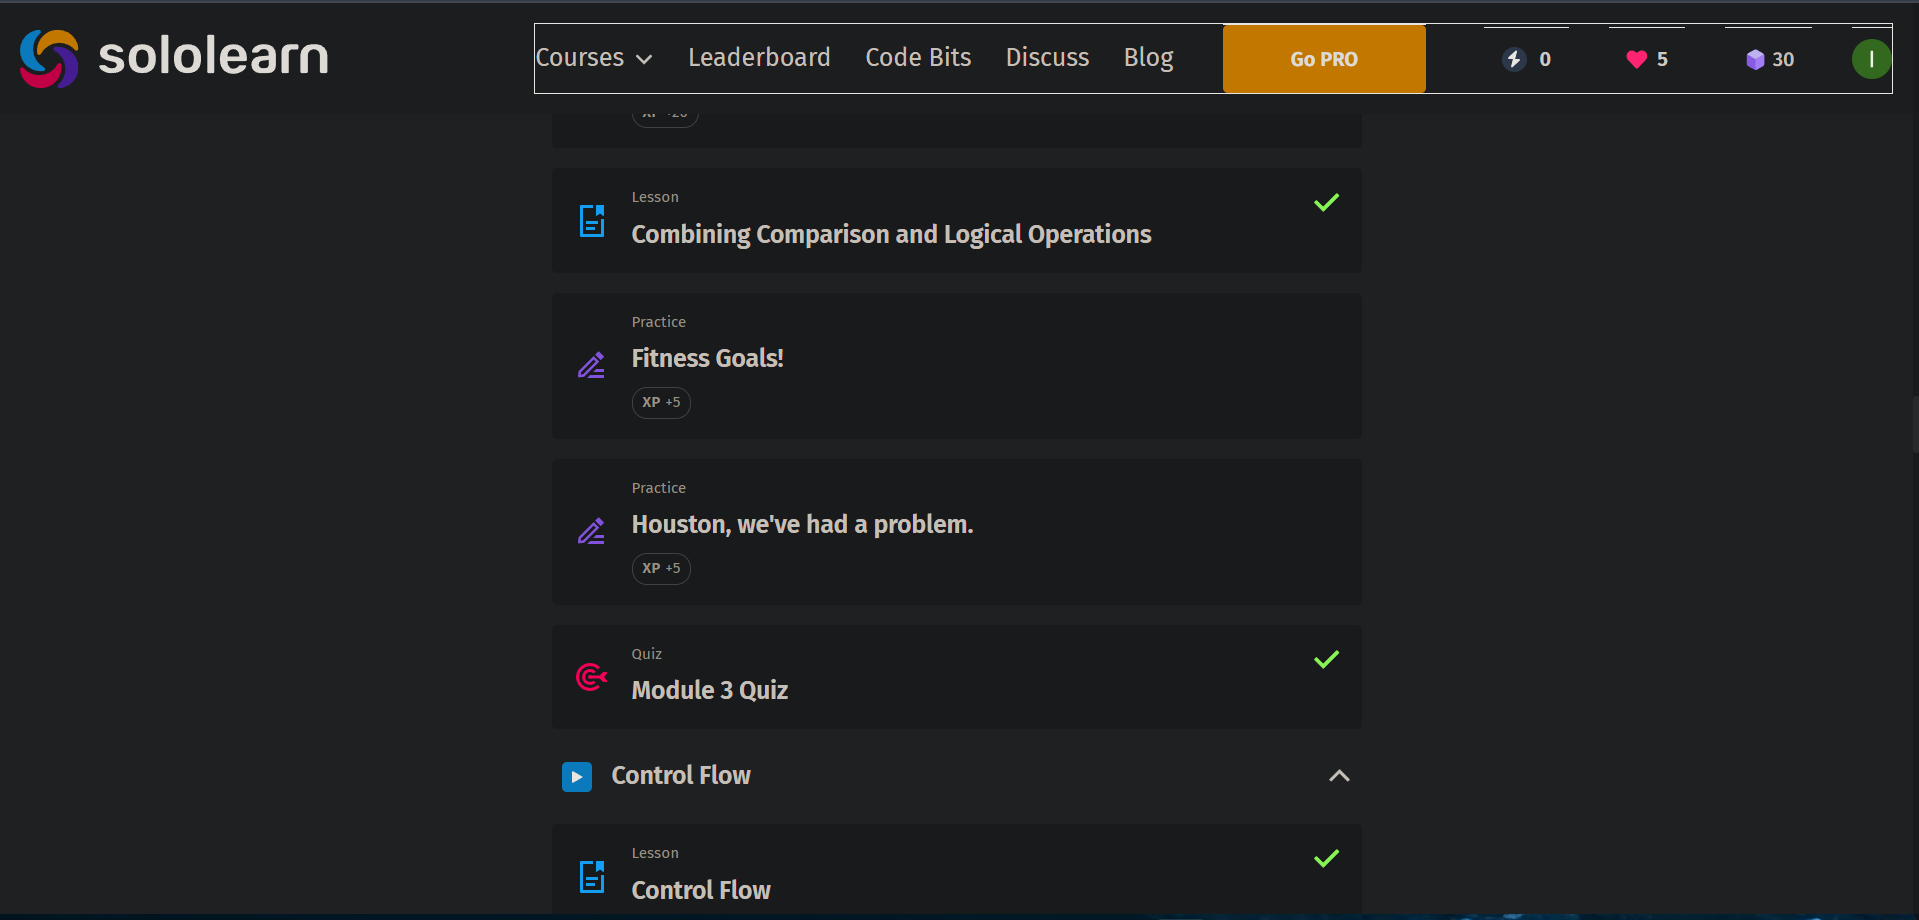 sololearn
Courses Leaderboard Code Bits Discuss Blog Go PRO 0 5 30 I
Lesson
Combining Comparison and Logical Operations
Practice
Fitness Goals!
XP +5
Practice
Houston, we've had a problem.
XP +5
Quiz
Module 3 Quiz
Control Flow
Lesson
Control Flow